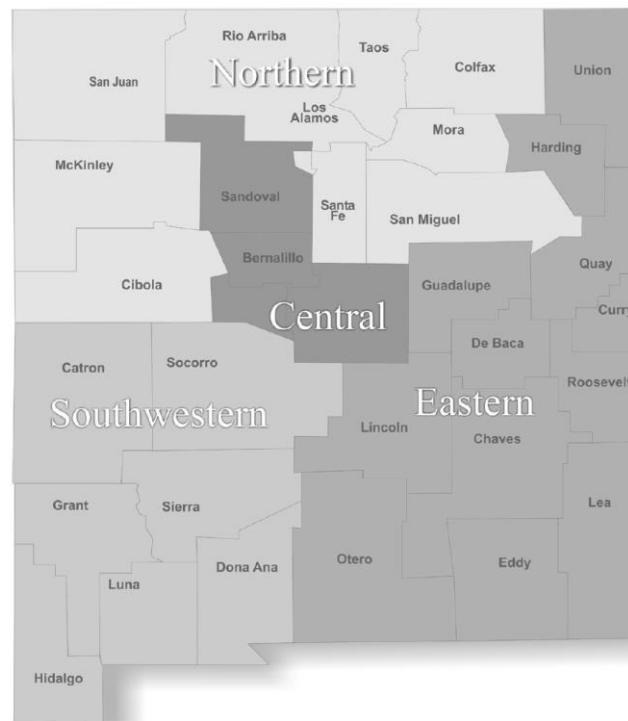 Rio Arriba
Taos
Colfax
Union
San Juan
Northern
Los
Alamos
Mora
Harding
McKinley
Sandoval
Santa
Fe
San Miguel
Bernalillo
Quay
Cibola
Guadalupe
Central
Curry
De Baca
Catron
Socorro
Roosevelt
Southwestern
Eastern
Lincoln
Chaves
Grant
Sierra
Lea
Otero
Eddy
Dona Ana
Luna
Hidalgo